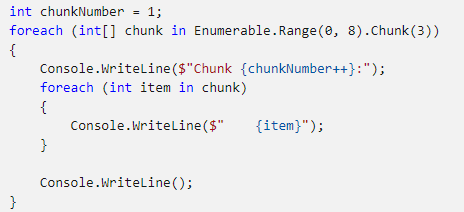 int chunkNumber = 1;
foreach (int[] chunk in Enumerable.Range(0, 8).Chunk(3))
{
    Console.WriteLine($"Chunk {chunkNumber++}:");
    foreach (int item in chunk)
    {
        Console.WriteLine($"    {item}");
    }

    Console.WriteLine();
}